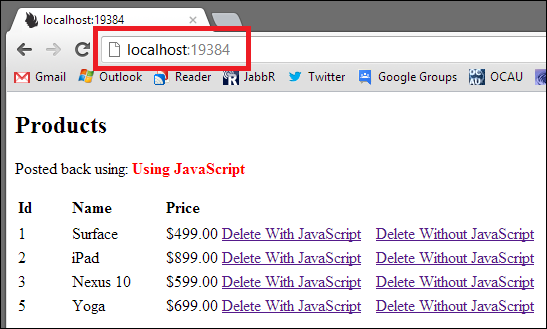 localhost:19384
localhost:19384
Gmail Outlook Reader JabbR Twitter Google Groups OCAU
Products
Posted back using: Using JavaScript
Id Name Price
1 Surface $499.00 Delete With JavaScript Delete Without JavaScript
2 iPad $899.00 Delete With JavaScript Delete Without JavaScript
3 Nexus 10 $599.00 Delete With JavaScript Delete Without JavaScript
5 Yoga $699.00 Delete With JavaScript Delete Without JavaScript